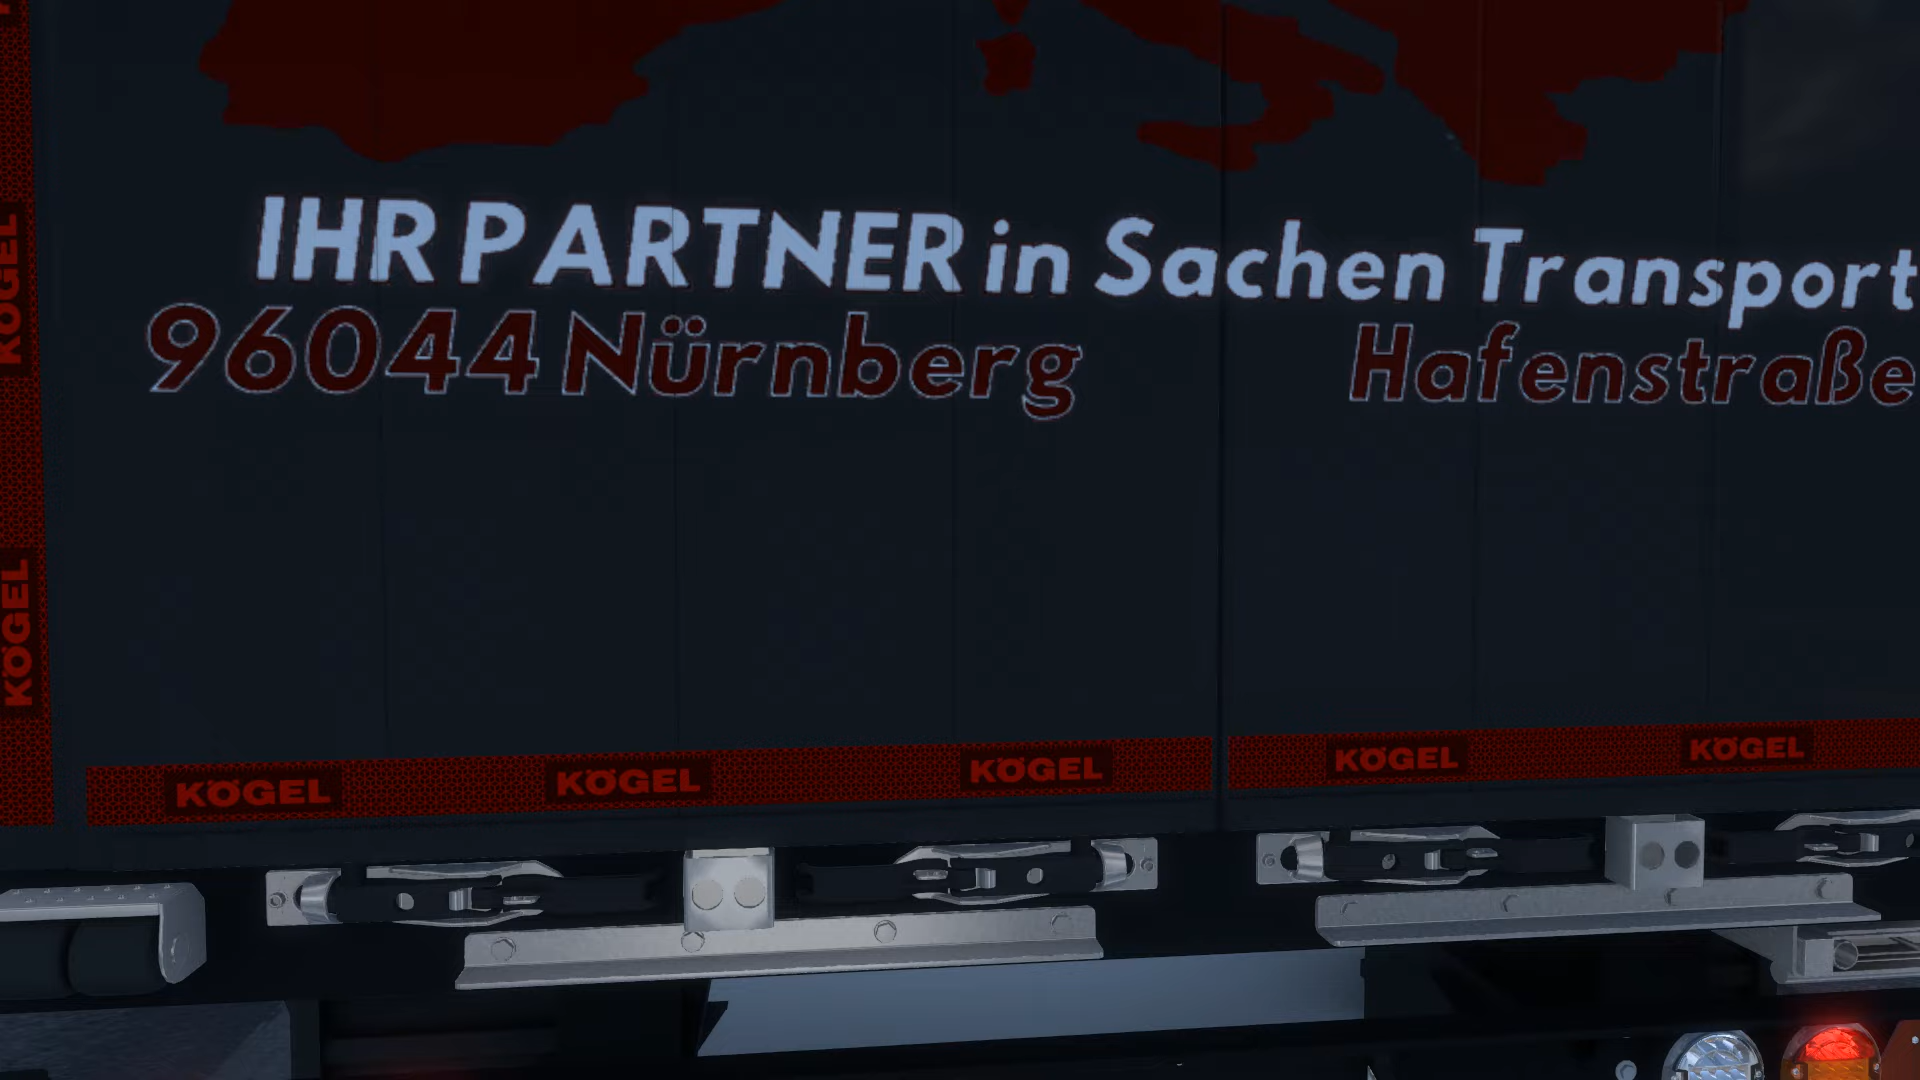 IHR PARTNER in Sachen Transport
96044 Nürnberg Hafenstraße
KÖGEL
KÖGEL
KÖGEL KÖGEL KÖGEL KÖGEL KÖGEL